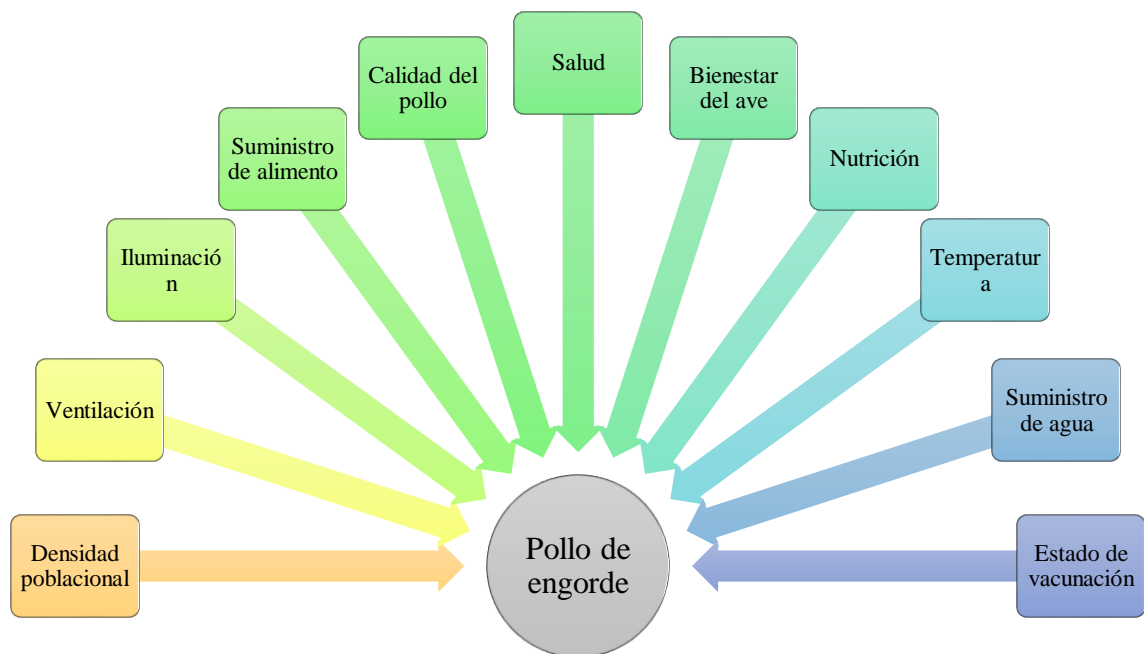 Densidad
poblacional
Ventilación
Iluminació
n
Suministro
de alimento
Calidad del
pollo
Salud
Bienestar
del ave
Nutrición
Temperatur
a
Suministro
de agua
Estado de
vacunación
Pollo de
engorde